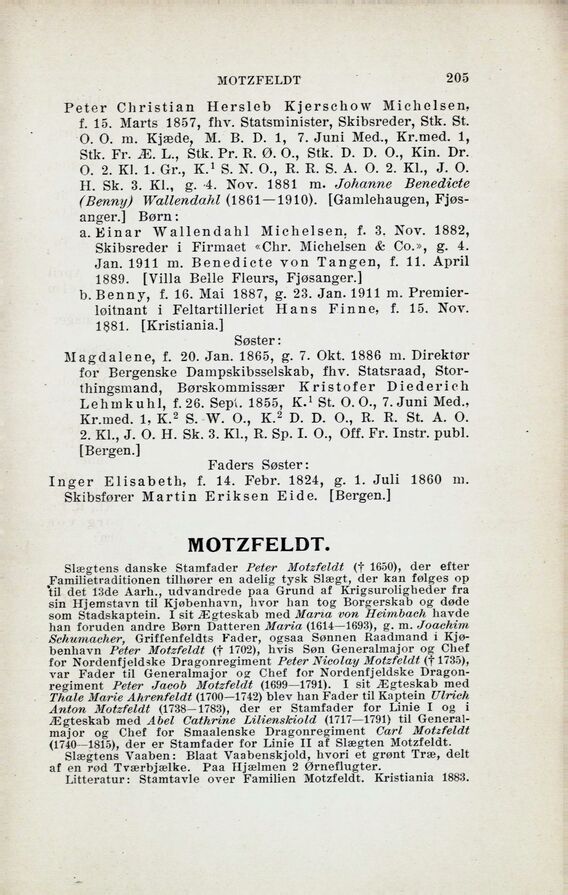 MOTZFELDT 205
Peter Christian Hersleb Kjerschow Michelsen,
f. 15. Marts 1857, fhv. Statsminister, Skibsreder, Stk. St.
O. O. m. Kjæde, M. B. D. 1, 7. Juni Med., Kr.med. 1,
Stk. Fr. Æ. L., Stk. Pr. R. Ø. O., Stk. D. D. O., Kin. Dr.
O. 2. Kl. 1. Gr., K.¹ S. N. O., R. R. S. A. O. 2. Kl., J. O.
H. Sk. 3. Kl., g. 4. Nov. 1881 m. Johanne Benedicte
(Benny) Wallendahl (1861—1910). [Gamlehaugen, Fjøs-
anger.] Børn:
a. Einar Wallendahl Michelsen, f. 3. Nov. 1882,
Skibsreder i Firmaet «Chr. Michelsen & Co.», g. 4.
Jan. 1911 m. Benedicte von Tangen, f. 11. April
1889. [Villa Belle Fleurs, Fjøsanger.]
b. Benny, f. 16. Mai 1887, g. 23. Jan. 1911 m. Premier-
løitnant i Feltartilleriet Hans Finne, f. 15. Nov.
1881. [Kristiania.]
Søster:
Magdalene, f. 20. Jan. 1865, g. 7. Okt. 1886 m. Direktør
for Bergenske Dampskibsselskab, fhv. Statsraad, Stor-
thingsmand, Børskommissær Kristofer Diederich
Lehmkuhl, f. 26. Sept. 1855, K.¹ St. O. O., 7. Juni Med.,
Kr.med. 1, K.² S. W. O., K.² D. D. O., R. R. St. A. O.
2. Kl., J. O. H. Sk. 3. Kl., R. Sp. I. O., Off. Fr. Instr. publ.
[Bergen.]
Faders Søster:
Inger Elisabeth, f. 14. Febr. 1824, g. 1. Juli 1860 m.
Skibsfører Martin Eriksen Eide. [Bergen.]
MOTZFELDT.
Slægtens danske Stamfader Peter Motzfeldt († 1650), der efter
Familietraditionen tilhører en adelig tysk Slægt, der kan følges op
til det 13de Aarh., udvandrede paa Grund af Krigsuroligheder fra
sin Hjemstavn til Kjøbenhavn, hvor han tog Borgerskab og døde
som Stadskaptein. I sit Ægteskab med Maria von Heimbach havde
han foruden andre Børn Datteren Maria (1614—1693), g. m. Joachim
Schumacher, Griffenfeldts Fader, ogsaa Sønnen Raadmand i Kjø-
benhavn Peter Motzfeldt († 1702), hvis Søn Generalmajor og Chef
for Nordenfjeldske Dragonregiment Peter Nicolay Motzfeldt († 1735),
var Fader til Generalmajor og Chef for Nordenfjeldske Dragon-
regiment Peter Jacob Motzfeldt (1699—1791). I sit Ægteskab med
Thale Marie Ahrenfeldt (1700—1742) blev han Fader til Kaptein Ulrich
Anton Motzfeldt (1738—1783), der er Stamfader for Linie I og i
Ægteskab med Abel Cathrine Lilienskiold (1717—1791) til General-
major og Chef for Smaalenske Dragonregiment Carl Motzfeldt
(1740—1815), der er Stamfader for Linie II af Slægten Motzfeldt.
Slægtens Vaaben: Blaat Vaabenskjold, hvori et grønt Træ, delt
af en rød Tværbjælke. Paa Hjælmen 2 Ørneflugter.
Litteratur: Stamtavle over Familien Motzfeldt. Kristiania 1883.